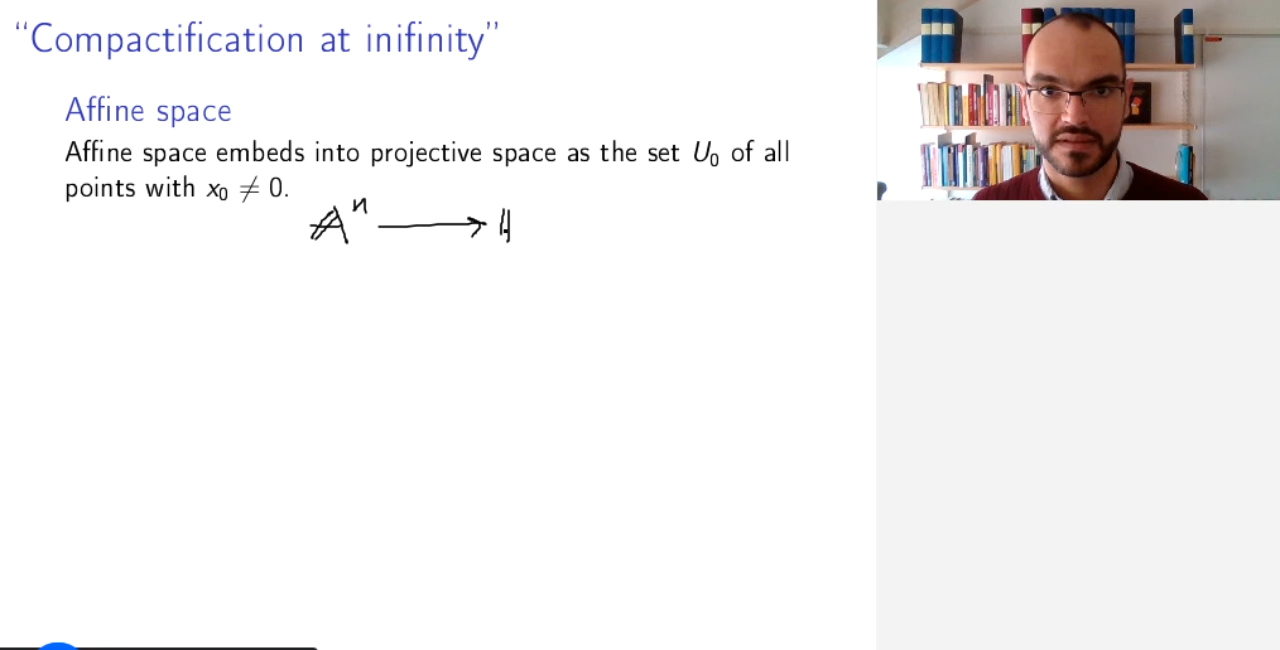 “Compactification at inifinity”
Affine space
Affine space embeds into projective space as the set U₀ of all
points with x₀ ≠ 0.
𝔸ⁿ ⟶